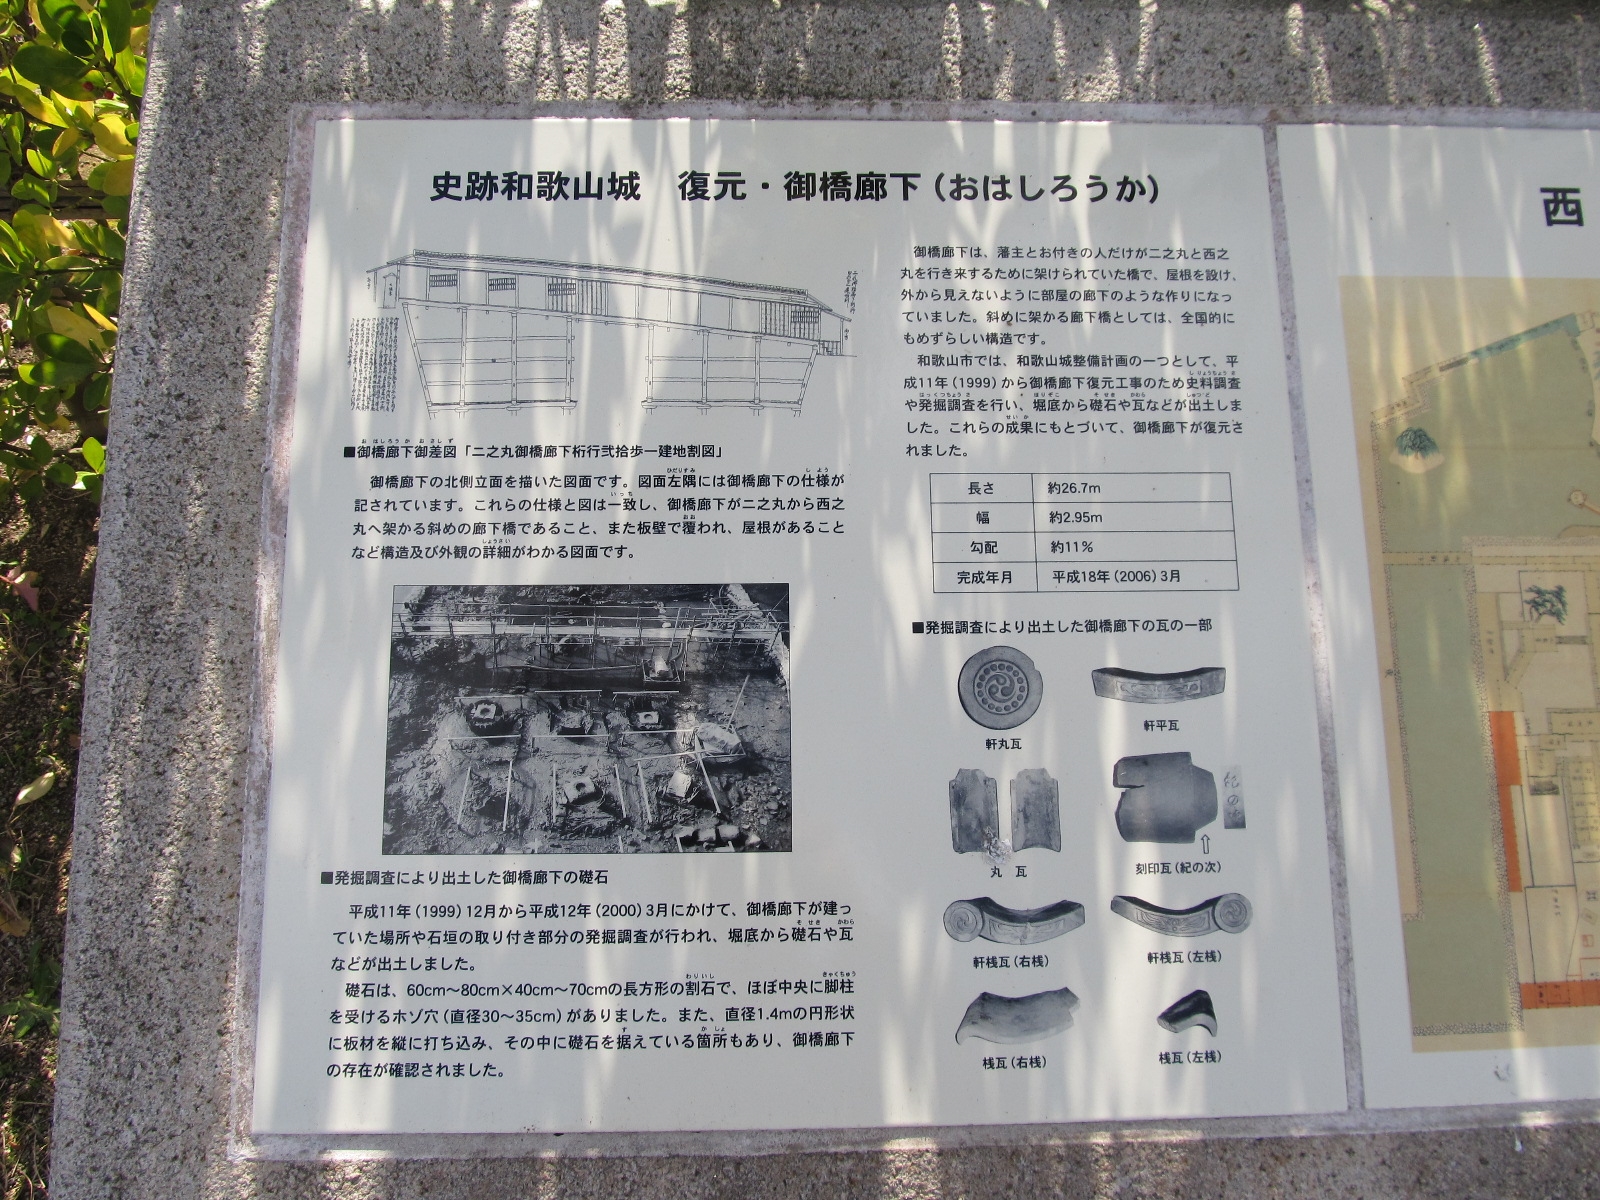 史跡和歌山城　復元・御橋廊下（おはしろうか）
■御橋廊下御差図「二之丸御橋廊下桁行弐拾歩一建地割図」
御橋廊下の北側立面を描いた図面です。図面左隅には御橋廊下の仕様が
記されています。これらの仕様と図は一致し、御橋廊下が二之丸から西之
丸へ架かる斜めの廊下橋であること、また板壁で覆われ、屋根があること
など構造及び外観の詳細がわかる図面です。
■発掘調査により出土した御橋廊下の礎石
平成11年（1999）12月から平成12年（2000）3月にかけて、御橋廊下が建っ
ていた場所や石垣の取り付き部分の発掘調査が行われ、堀底から礎石や瓦
などが出土しました。
礎石は、60cm～80cm×40cm～70cmの長方形の割石で、ほぼ中央に脚柱
を受けるホゾ穴（直径30～35cm）がありました。また、直径1.4mの円形状
に板材を縦に打ち込み、その中に礎石を据えている箇所もあり、御橋廊下
の存在が確認されました。
御橋廊下は、藩主とお付きの人だけが二之丸と西之
丸を行き来するために架けられていた橋で、屋根を設け、
外から見えないように部屋の廊下のような作りになっ
ていました。斜めに架かる廊下橋としては、全国的に
もめずらしい構造です。
和歌山市では、和歌山城整備計画の一つとして、平
成11年（1999）から御橋廊下復元工事のため史料調査
や発掘調査を行い、堀底から礎石や瓦などが出土しま
した。これらの成果にもとづいて、御橋廊下が復元さ
れました。
長さ　約26.7m
幅　約2.95m
勾配　約11％
完成年月　平成18年（2006）3月
■発掘調査により出土した御橋廊下の瓦の一部
軒丸瓦
軒平瓦
丸　瓦
刻印瓦（紀の次）
軒桟瓦（右桟）
軒桟瓦（左桟）
桟瓦（右桟）
桟瓦（左桟）
西